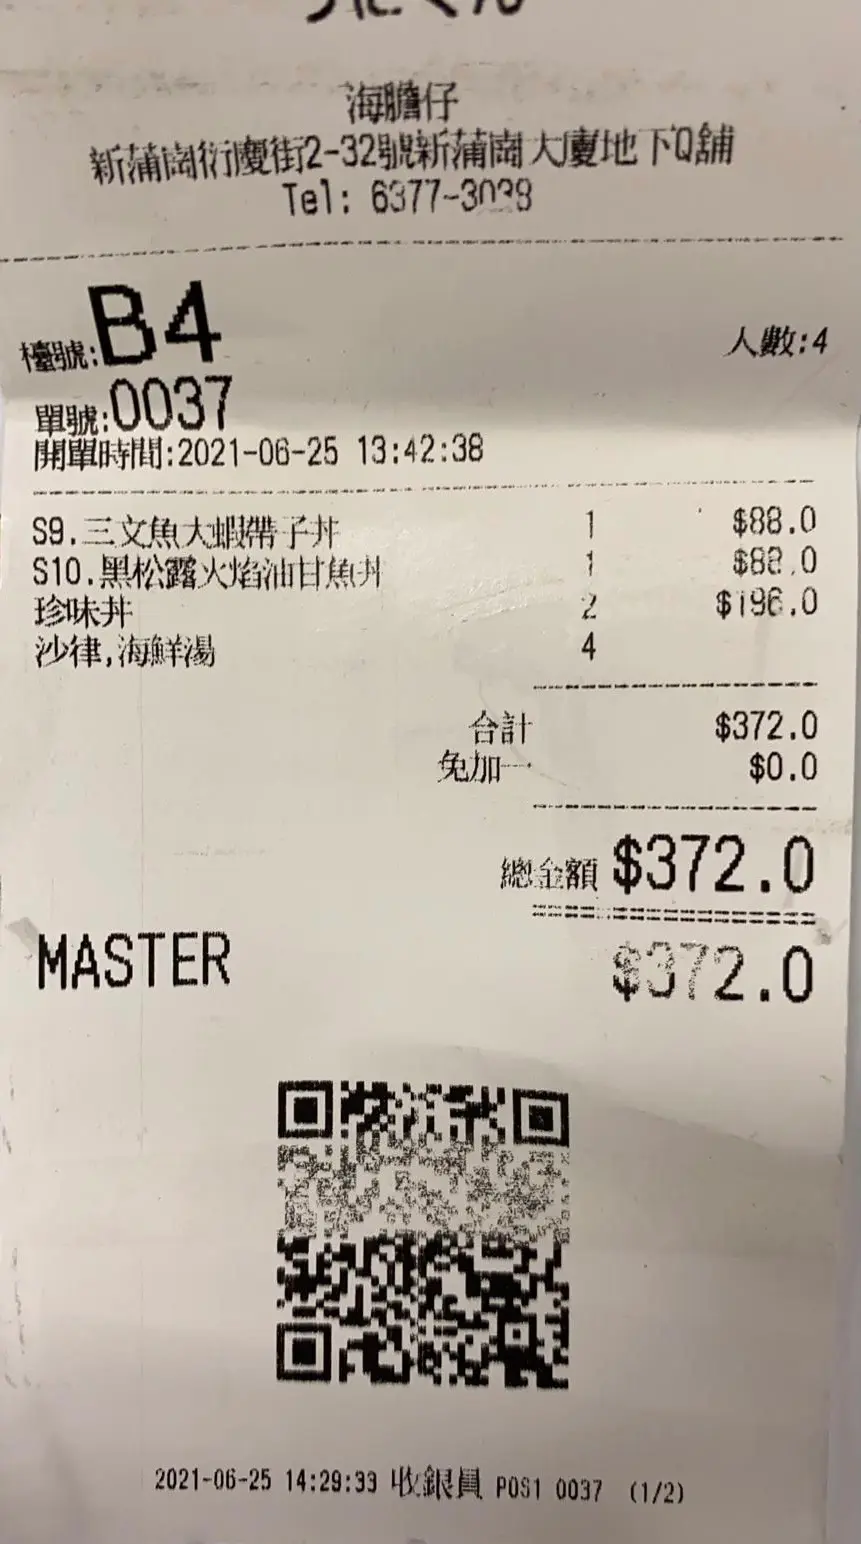 海膽仔
新蒲崗衍慶街2-32號新蒲崗大廈地下Q舖
Tel: 6377-3038
檯號:B4 人數:4
單號:0037
開單時間:2021-06-25 13:42:38
S9.三文魚大蝦帶子丼 1 $88.0
S10.黑松露火焰油甘魚丼 1 $88.0
珍味丼 2 $196.0
沙律,海鮮湯 4
合計 $372.0
免加一 $0.0
總金額 $372.0
MASTER $372.0
2021-06-25 14:29:33 收銀員 POS1 0037 (1/2)